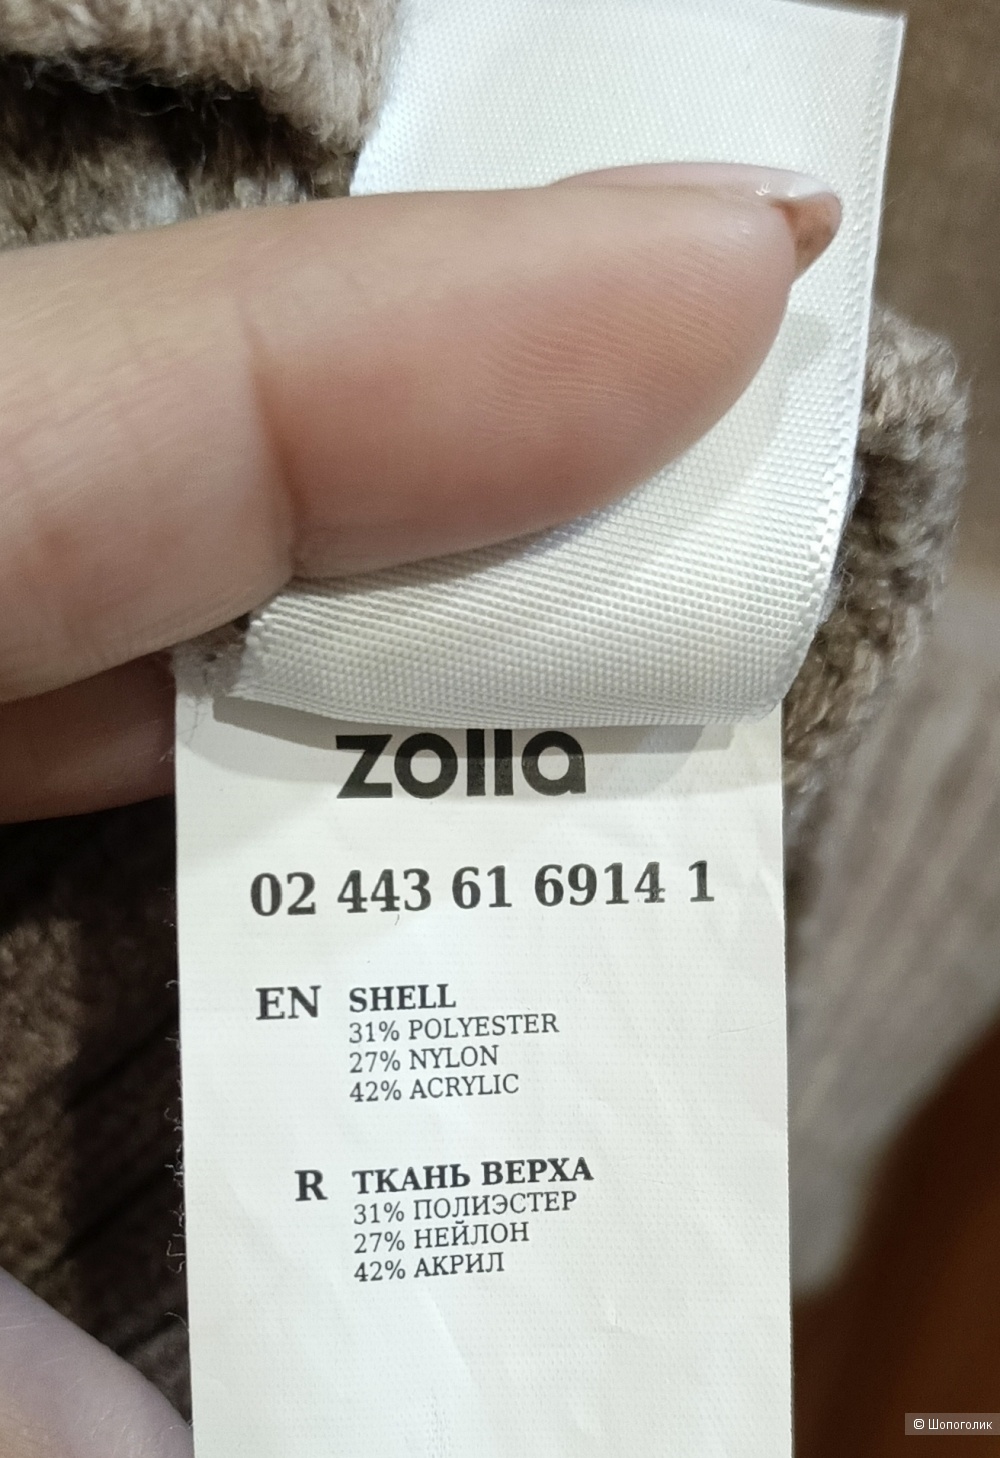 zolla
02 443 61 6914 1
EN SHELL
31% POLYESTER
27% NYLON
42% ACRYLIC
R ТКАНЬ ВЕРХА
31% ПОЛИЭСТЕР
27% НЕЙЛОН
42% АКРИЛ
© Шопоголик